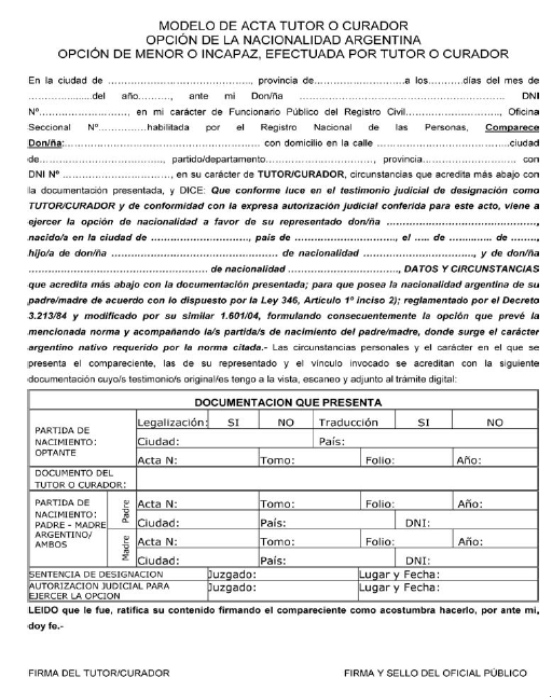 MODELO DE ACTA TUTOR O CURADOR
OPCIÓN DE LA NACIONALIDAD ARGENTINA
OPCIÓN DE MENOR O INCAPAZ, EFECTUADA POR TUTOR O CURADOR
En la ciudad de ……………………………………, provincia de……………………a los………días del mes de
………………del año………, ante mi Don/ña ……………………………………………… DNI
Nº……………………, en mi carácter de Funcionario Público del Registro Civil……………………, Oficina
Seccional Nº……………habilitada por el Registro Nacional de las Personas, Comparece
Don/ña:……………………………………………… con domicilio en la calle ……………………………ciudad
de……………………………, partido/departamento……………………………, provincia……………………… con
DNI Nº ……………………………, en su carácter de TUTOR/CURADOR, circunstancias que acredita más abajo con
la documentación presentada, y DICE: Que conforme luce en el testimonio judicial de designación como
TUTOR/CURADOR y de conformidad con la expresa autorización judicial conferida para este acto, viene a
ejercer la opción de nacionalidad a favor de su representado don/ña ……………………………………,
nacido/a en la ciudad de ………………………, país de ………………………, el ….. de …………. de …….,
hijo/a de don/ña ……………………………………………… de nacionalidad ……………………………, y de don/ña
……………………………………………… de nacionalidad ……………………………, DATOS Y CIRCUNSTANCIAS
que acredita más abajo con la documentación presentada; para que posea la nacionalidad argentina de su
padre/madre de acuerdo con lo dispuesto por la Ley 346, Artículo 1º inciso 2); reglamentado por el Decreto
3.213/84 y modificado por su similar 1.601/04, formulando consecuentemente la opción que prevé la
mencionada norma y acompañando la/s partida/s de nacimiento del padre/madre, donde surge el carácter
argentino nativo requerido por la norma citada.- Las circunstancias personales y el carácter en el que se
presenta el compareciente, las de su representado y el vínculo invocado se acreditan con la siguiente
documentación cuyo/s testimonio/s original/es tengo a la vista, escaneo y adjunto al trámite digital:
DOCUMENTACION QUE PRESENTA
PARTIDA DE NACIMIENTO: OPTANTE
Legalización: SI NO Traducción SI NO
Ciudad: País:
Acta N: Tomo: Folio: Año:
DOCUMENTO DEL TUTOR O CURADOR:
PARTIDA DE NACIMIENTO: PADRE - MADRE ARGENTINO/ AMBOS
Padre Acta N: Tomo: Folio: Año:
Ciudad: País: DNI:
Madre Acta N: Tomo: Folio: Año:
Ciudad: País: DNI:
SENTENCIA DE DESIGNACION Juzgado: Lugar y Fecha:
AUTORIZACION JUDICIAL PARA EJERCER LA OPCION Juzgado: Lugar y Fecha:
LEIDO que le fue, ratifica su contenido firmando el compareciente como acostumbra hacerlo, por ante mi,
doy fe.-
FIRMA DEL TUTOR/CURADOR FIRMA Y SELLO DEL OFICIAL PÚBLICO